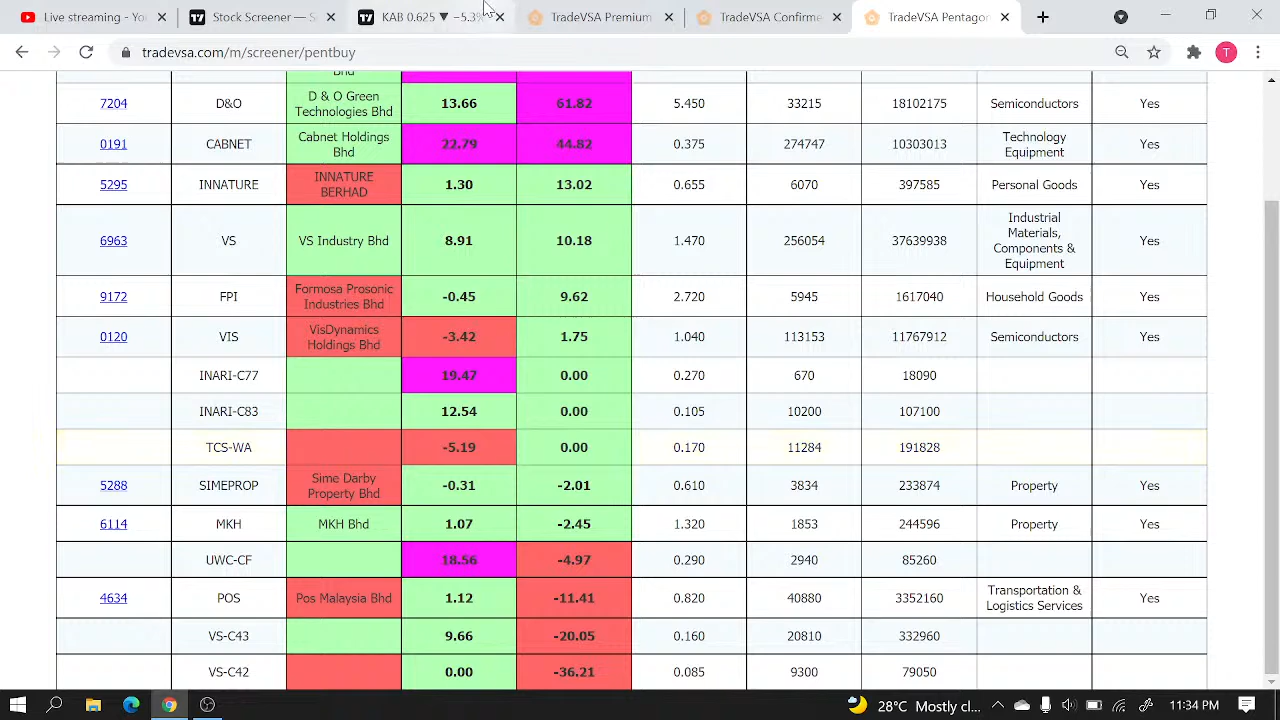 Live streaming - Yo
Stock Screener — S
KAB 0.625 ▼ −5.3%
TradeVSA Premium
TradeVSA Confirm
TradeVSA Pentago
tradevsa.com/m/screener/pentbuy
T
Bhd
7204 D&O D & O Green Technologies Bhd 13.66 61.82 5.450 33215 18102175 Semiconductors Yes
0191 CABNET Cabnet Holdings Bhd 22.79 44.82 0.375 274747 10303013 Technology Equipment Yes
5295 INNATURE INNATURE BERHAD 1.30 13.02 0.655 6070 397585 Personal Goods Yes
6963 VS VS Industry Bhd 8.91 10.18 1.470 256054 37639938 Industrial Materials, Components & Equipment Yes
9172 FPI Formosa Prosonic Industries Bhd -0.45 9.62 2.720 5945 1617040 Household Goods Yes
0120 VIS VisDynamics Holdings Bhd -3.42 1.75 1.040 113153 11767912 Semiconductors Yes
INARI-C77 19.47 0.00 0.270 670 18090
INARI-C83 12.54 0.00 0.105 10200 107100
TCS-WA -5.19 0.00 0.170 11284 191828
5288 SIMEPROP Sime Darby Property Bhd -0.31 -2.01 0.610 3834 233874 Property Yes
6114 MKH MKH Bhd 1.07 -2.45 1.320 1853 244596 Property Yes
UWC-CF 18.56 -4.97 0.290 2940 85260
4634 POS Pos Malaysia Bhd 1.12 -11.41 0.820 40880 3352160 Transportation & Logistics Services Yes
VS-C43 9.66 -20.05 0.160 20810 332960
VS-C42 0.00 -36.21 0.085 9300 79050
28°C Mostly cl...
11:34 PM